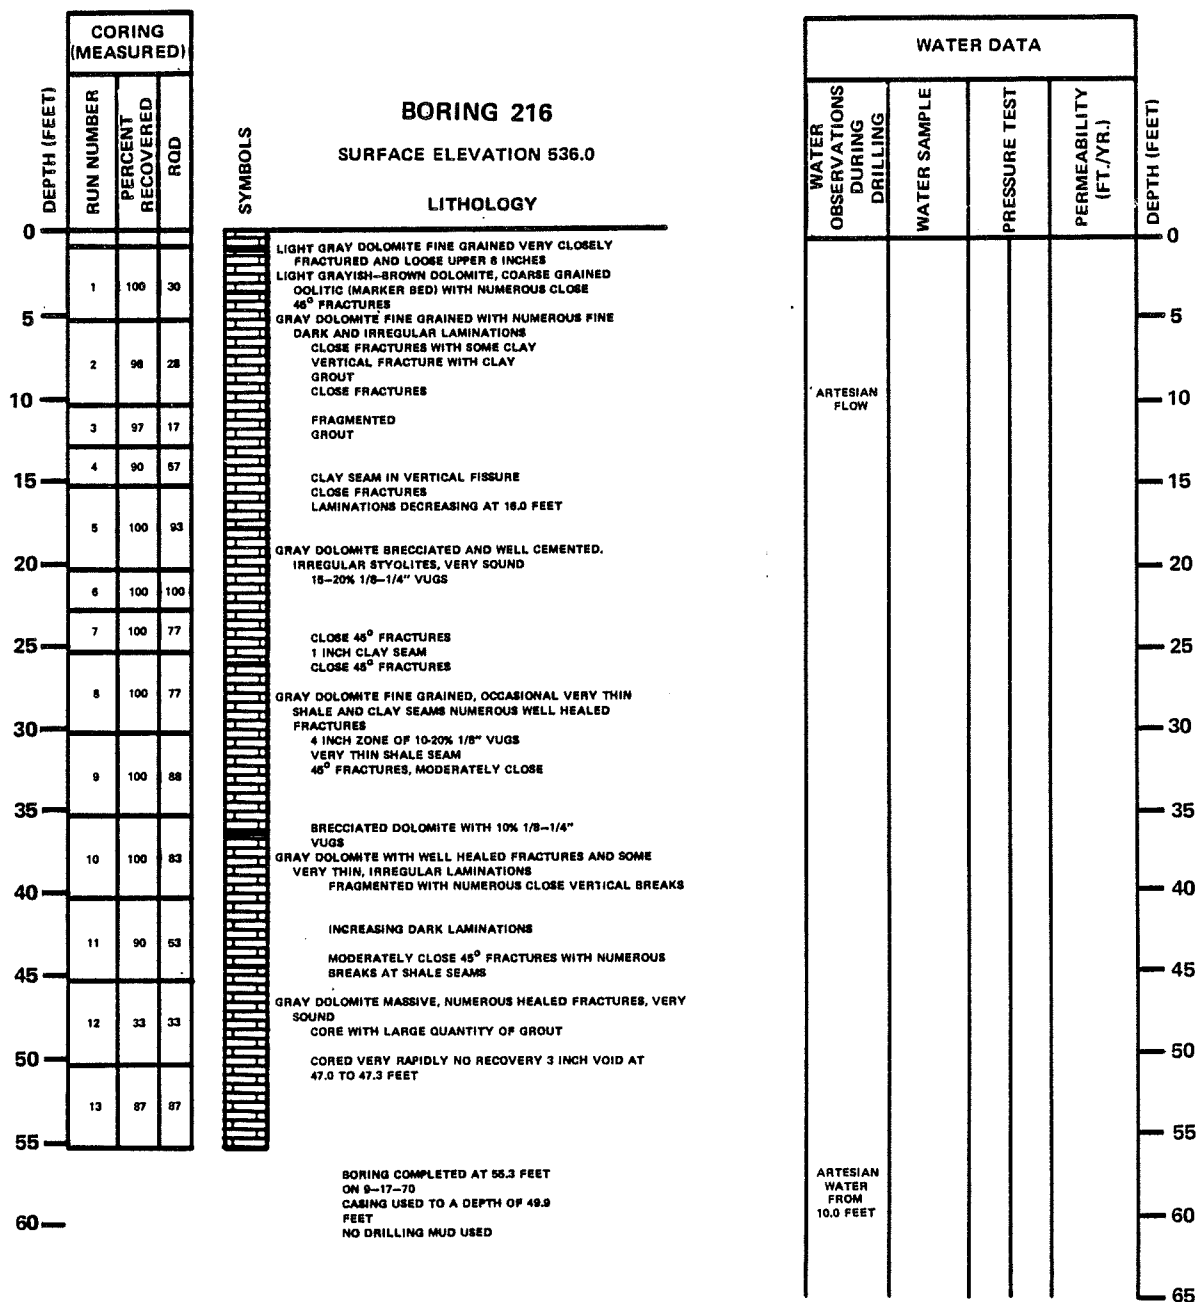 CORING
(MEASURED)
DEPTH (FEET)
RUN NUMBER
PERCENT
RECOVERED
RQD
0
5
10
15
20
25
30
35
40
45
50
55
60
1 100 30
2 98 28
3 97 17
4 90 57
5 100 93
6 100 100
7 100 77
8 100 77
9 100 88
10 100 83
11 90 53
12 33 33
13 87 87
SYMBOLS
BORING 216
SURFACE ELEVATION 536.0
LITHOLOGY
LIGHT GRAY DOLOMITE FINE GRAINED VERY CLOSELY
FRACTURED AND LOOSE UPPER 8 INCHES
LIGHT GRAYISH–BROWN DOLOMITE, COARSE GRAINED
OOLITIC (MARKER BED) WITH NUMEROUS CLOSE
45° FRACTURES
GRAY DOLOMITE FINE GRAINED WITH NUMEROUS FINE
DARK AND IRREGULAR LAMINATIONS
CLOSE FRACTURES WITH SOME CLAY
VERTICAL FRACTURE WITH CLAY
GROUT
CLOSE FRACTURES
FRAGMENTED
GROUT
CLAY SEAM IN VERTICAL FISSURE
CLOSE FRACTURES
LAMINATIONS DECREASING AT 16.0 FEET
GRAY DOLOMITE BRECCIATED AND WELL CEMENTED.
IRREGULAR STYOLITES, VERY SOUND
15–20% 1/8–1/4" VUGS
CLOSE 45° FRACTURES
1 INCH CLAY SEAM
CLOSE 45° FRACTURES
GRAY DOLOMITE FINE GRAINED, OCCASIONAL VERY THIN
SHALE AND CLAY SEAMS NUMEROUS WELL HEALED
FRACTURES
4 INCH ZONE OF 10-20% 1/8" VUGS
VERY THIN SHALE SEAM
45° FRACTURES, MODERATELY CLOSE
BRECCIATED DOLOMITE WITH 10% 1/8–1/4"
VUGS
GRAY DOLOMITE WITH WELL HEALED FRACTURES AND SOME
VERY THIN, IRREGULAR LAMINATIONS
FRAGMENTED WITH NUMEROUS CLOSE VERTICAL BREAKS
INCREASING DARK LAMINATIONS
MODERATELY CLOSE 45° FRACTURES WITH NUMEROUS
BREAKS AT SHALE SEAMS
GRAY DOLOMITE MASSIVE, NUMEROUS HEALED FRACTURES, VERY
SOUND
CORE WITH LARGE QUANTITY OF GROUT
CORED VERY RAPIDLY NO RECOVERY 3 INCH VOID AT
47.0 TO 47.3 FEET
BORING COMPLETED AT 55.3 FEET
ON 9–17–70
CASING USED TO A DEPTH OF 49.9
FEET
NO DRILLING MUD USED
WATER DATA
WATER
OBSERVATIONS
DURING
DRILLING
WATER SAMPLE
PRESSURE TEST
PERMEABILITY
(FT./YR.)
DEPTH (FEET)
ARTESIAN
FLOW
ARTESIAN
WATER
FROM
10.0 FEET
0
5
10
15
20
25
30
35
40
45
50
55
60
65